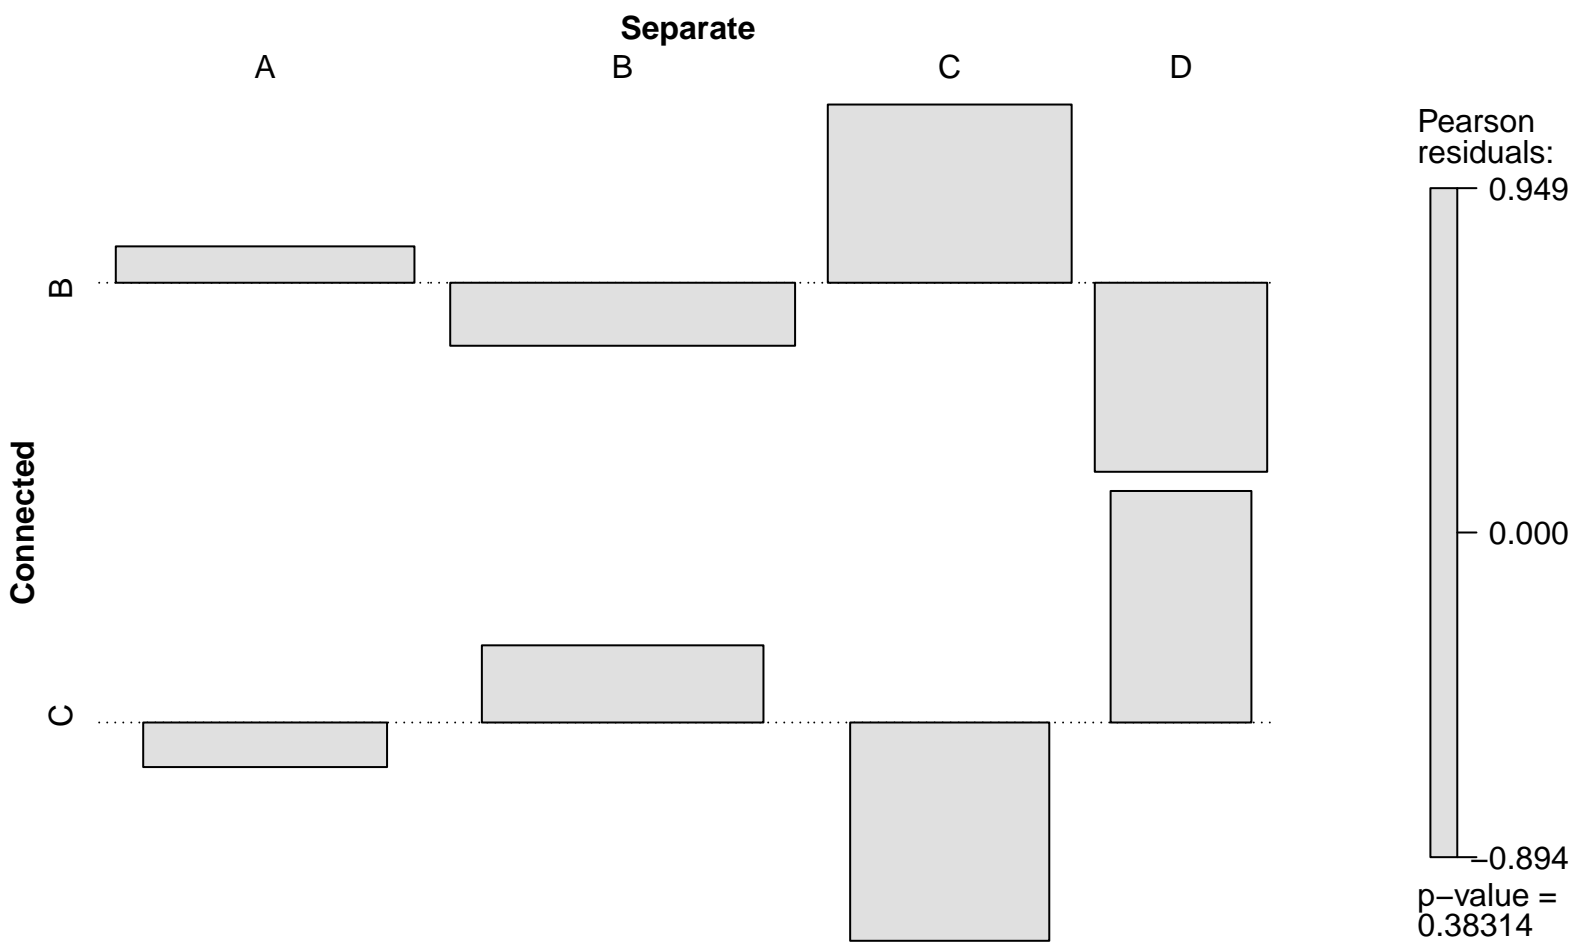 Separate
A B C D
Pearson
residuals:
0.949
B
Connected
0.000
C
−0.894
p−value =
0.38314